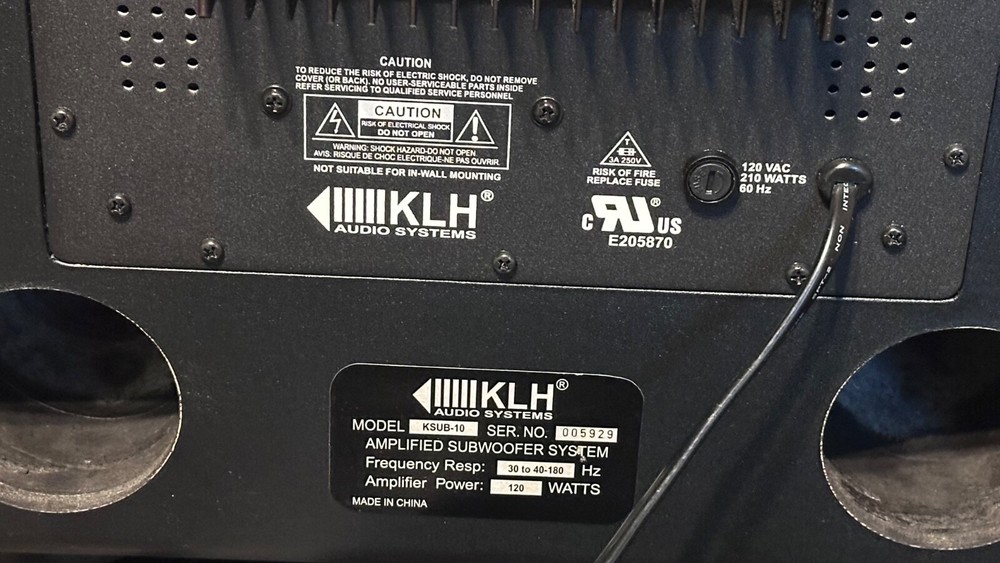 CAUTION
TO REDUCE THE RISK OF ELECTRIC SHOCK, DO NOT REMOVE
COVER (OR BACK). NO USER-SERVICEABLE PARTS INSIDE
REFER SERVICING TO QUALIFIED SERVICE PERSONNEL
CAUTION
RISK OF ELECTRICAL SHOCK
DO NOT OPEN
WARNING: SHOCK HAZARD-DO NOT OPEN
AVIS: RISQUE DE CHOC ELECTRIQUE-NE PAS OUVRIR.
NOT SUITABLE FOR IN-WALL MOUNTING
KLH®
AUDIO SYSTEMS
T
3A 250V
RISK OF FIRE
REPLACE FUSE
c RU® US
E205870
120 VAC
210 WATTS
60 Hz
NON INTE
KLH®
AUDIO SYSTEMS
MODEL KSUB-10 SER. NO. 005929
AMPLIFIED SUBWOOFER SYSTEM
Frequency Resp: 30 to 40-180 Hz
Amplifier Power: 120 WATTS
MADE IN CHINA